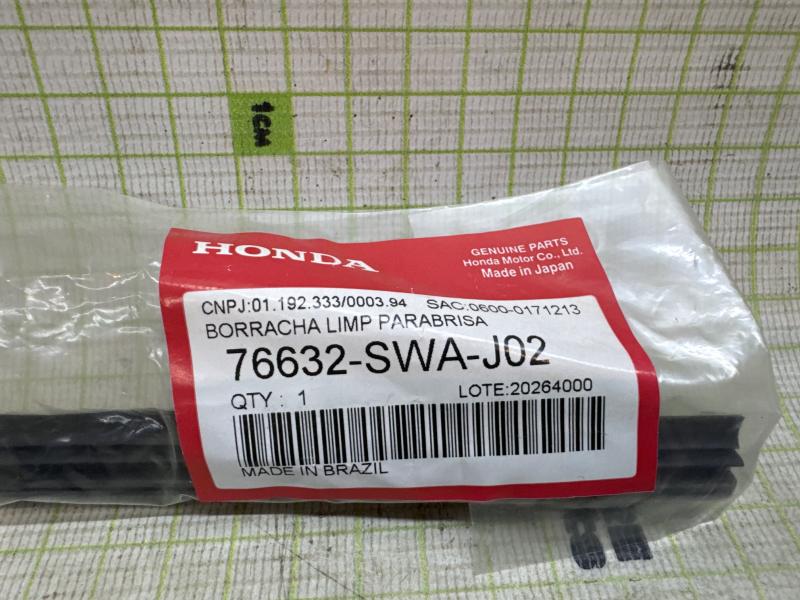 1CM
HONDA
GENUINE PARTS
Honda Motor Co., Ltd.
Made in Japan
CNPJ:01.192.333/0003.94 SAC:0600-0171213
BORRACHA LIMP PARABRISA
76632-SWA-J02
QTY : 1 LOTE:20264000
MADE IN BRAZIL